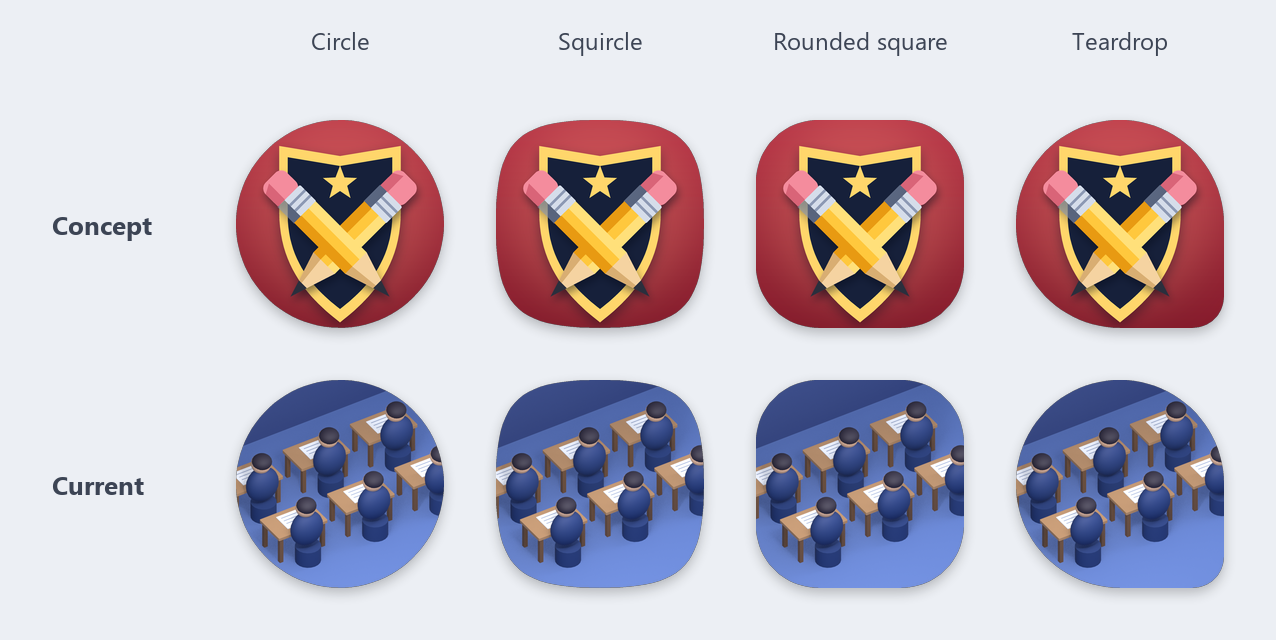 Circle
Squircle
Rounded square
Teardrop
Concept
Current